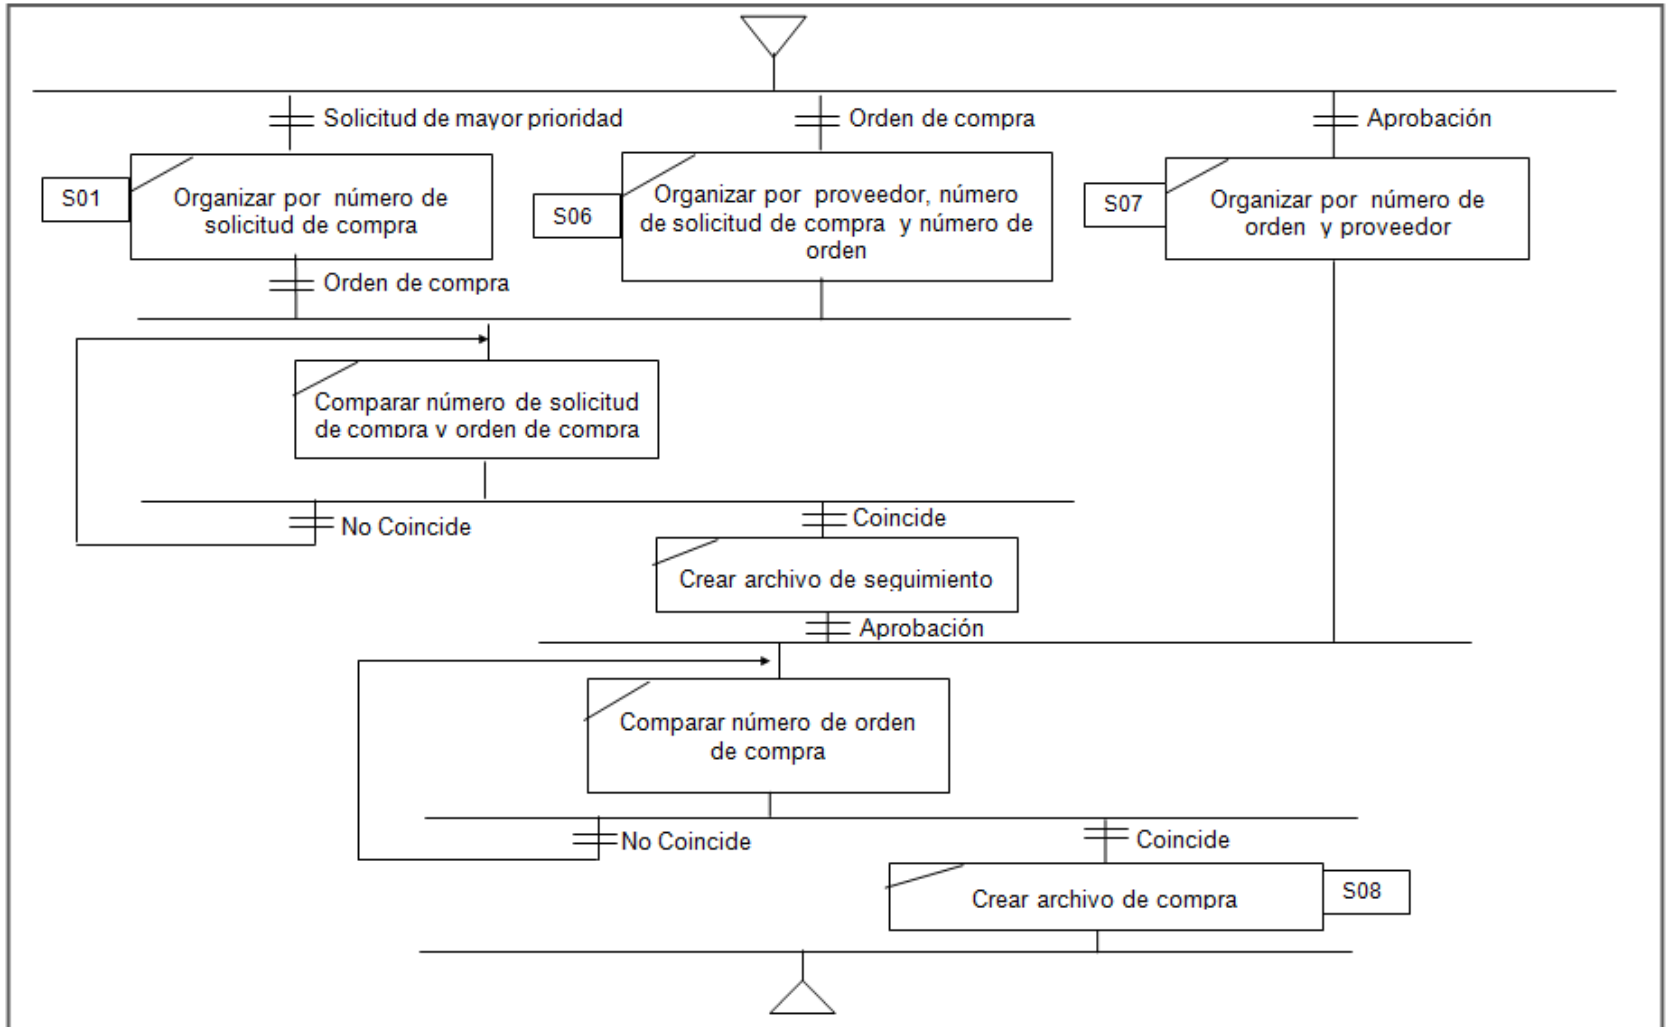 Solicitud de mayor prioridad
Orden de compra
Aprobación
S01
Organizar por número de
solicitud de compra
S06
Organizar por proveedor, número
de solicitud de compra y número de
orden
S07
Organizar por número de
orden y proveedor
Orden de compra
Comparar número de solicitud
de compra y orden de compra
No Coincide
Coincide
Crear archivo de seguimiento
Aprobación
Comparar número de orden
de compra
No Coincide
Coincide
Crear archivo de compra
S08